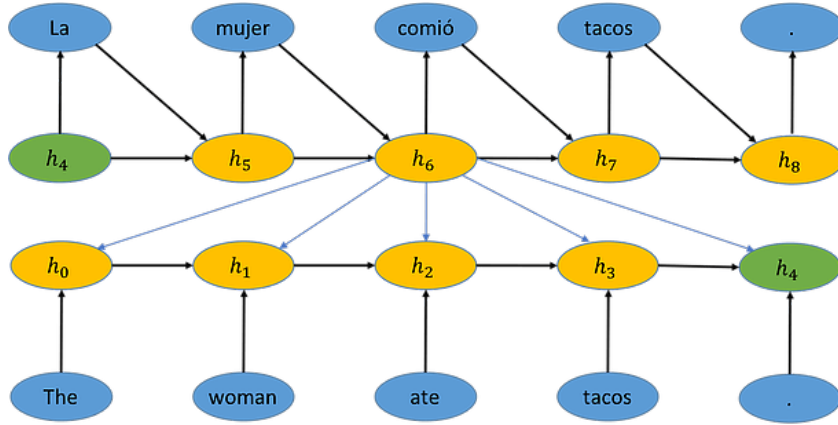 La mujer comió tacos .
h₄ h₅ h₆ h₇ h₈
h₀ h₁ h₂ h₃ h₄
The woman ate tacos .